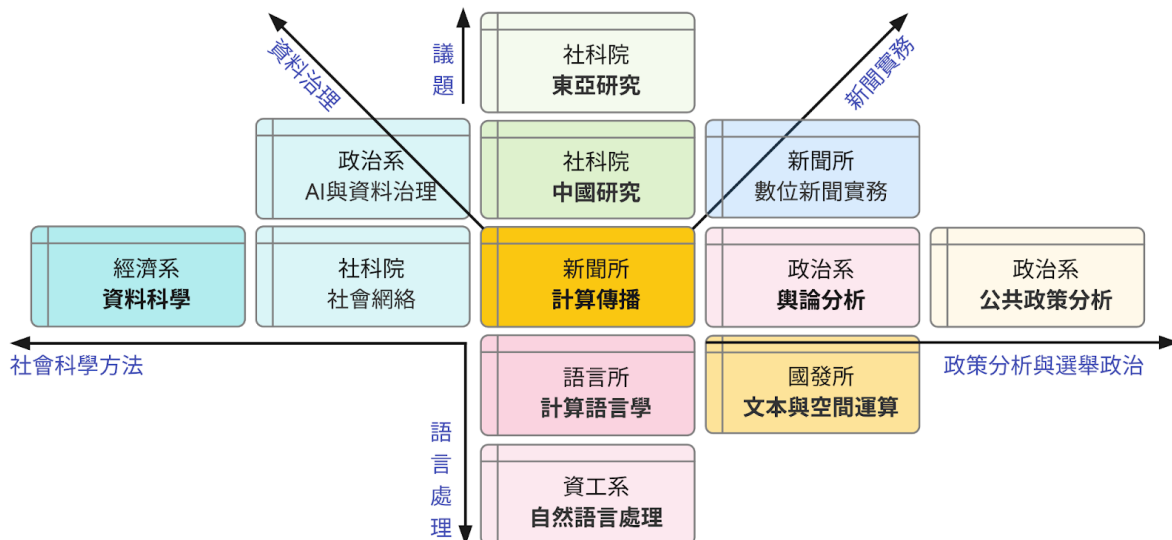 資料治理
議題
社科院
東亞研究
新聞實務
政治系
AI與資料治理
社科院
中國研究
新聞所
數位新聞實務
經濟系
資料科學
社科院
社會網絡
新聞所
計算傳播
政治系
輿論分析
政治系
公共政策分析
社會科學方法
政策分析與選舉政治
語言處理
語言所
計算語言學
國發所
文本與空間運算
資工系
自然語言處理